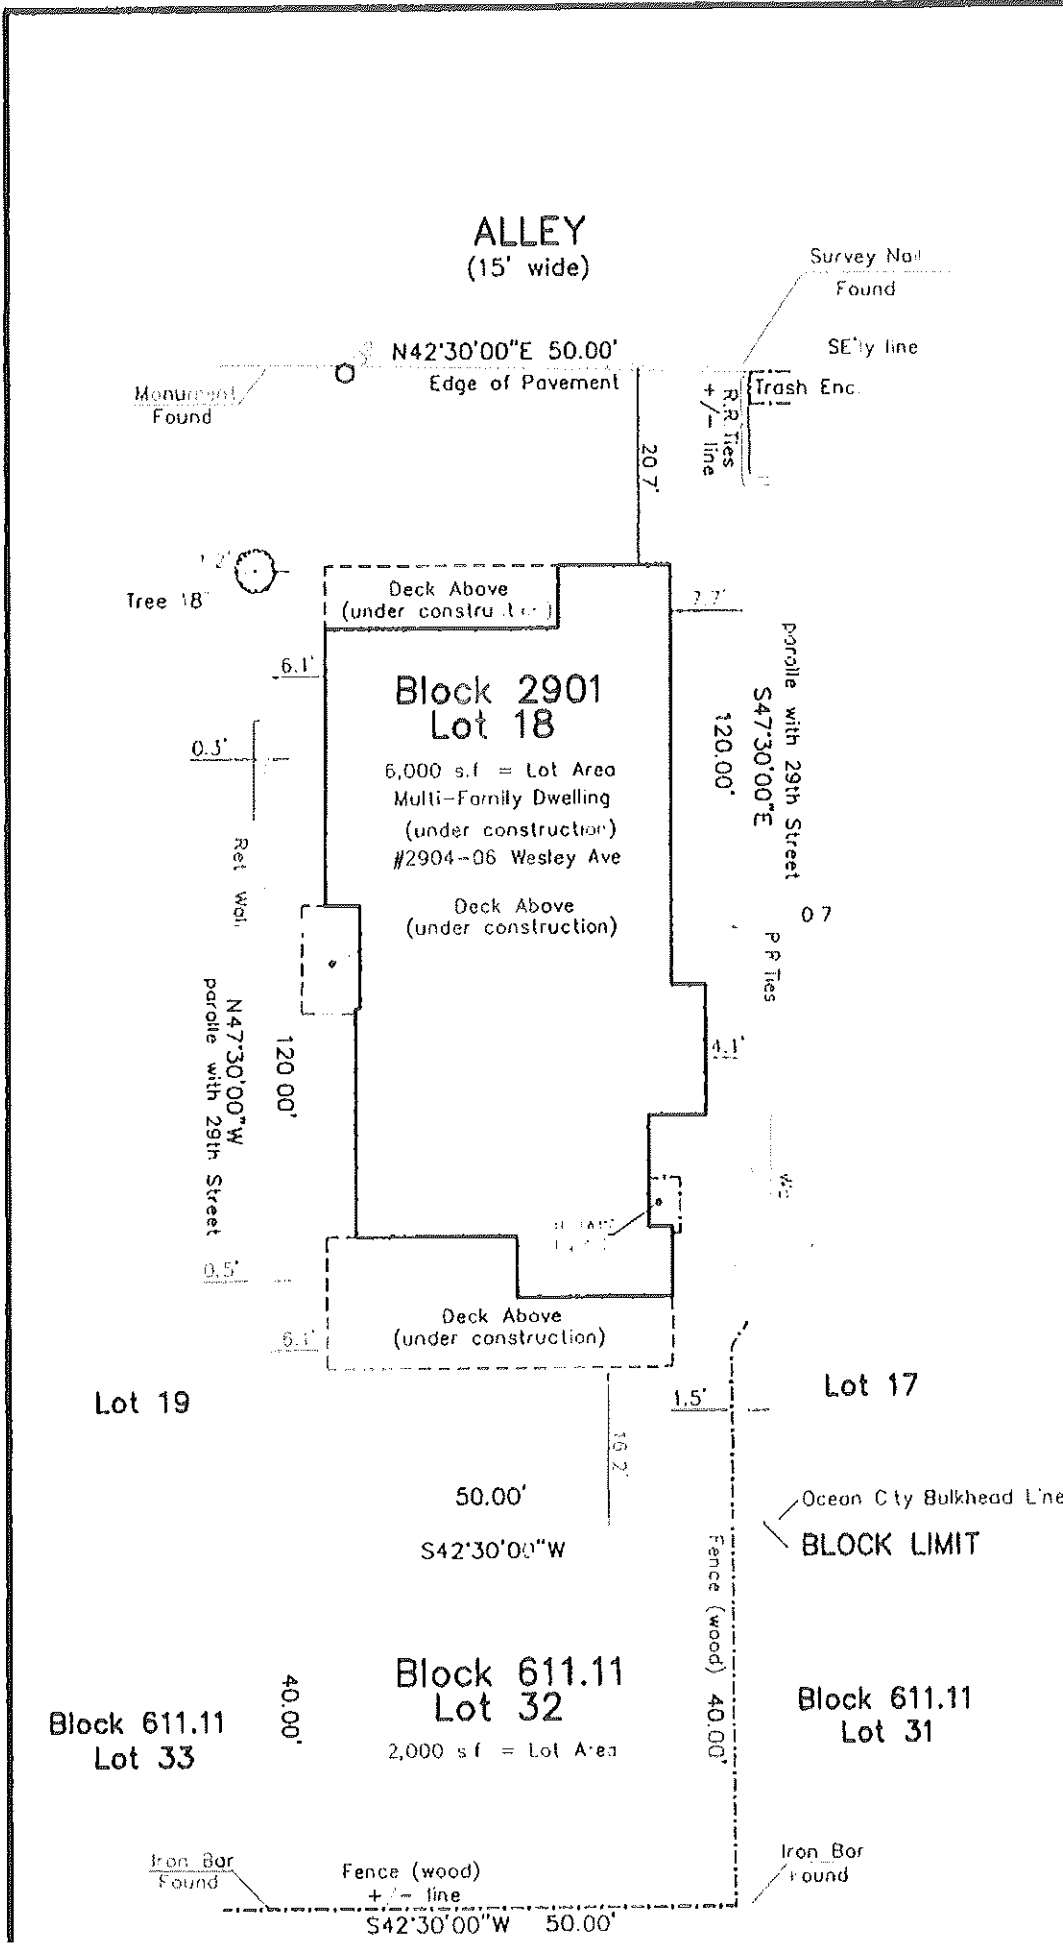 ALLEY
(15' wide)
Survey Nail
Found
N42°30'00"E 50.00'
SE'ly line
Edge of Pavement
Trash Enc.
Monument
Found
R.R Ties
+/- line
20.7'
Tree 18"
Deck Above
(under construction)
7.7'
6.1'
Block 2901
Lot 18
0.3'
6,000 s.f = Lot Area
Multi-Family Dwelling
(under construction)
#2904-06 Wesley Ave
Deck Above
(under construction)
paralle with 29th Street
S47°30'00"E
120.00'
Ret Wall
0 7
Ties
N47°30'00"W
paralle with 29th Street
120 00'
4.1'
0.5'
6.1'
Deck Above
(under construction)
Lot 19
1.5'
Lot 17
16 2'
50.00'
S42°30'00"W
Ocean City Bulkhead Line
BLOCK LIMIT
Fence (wood) 40.00'
Block 611.11
Lot 32
2,000 s f = Lot Area
40.00'
Block 611.11
Lot 33
Block 611.11
Lot 31
Iron Bar
Found
Fence (wood)
+/- line
S42°30'00"W 50.00'
Iron Bar
Found